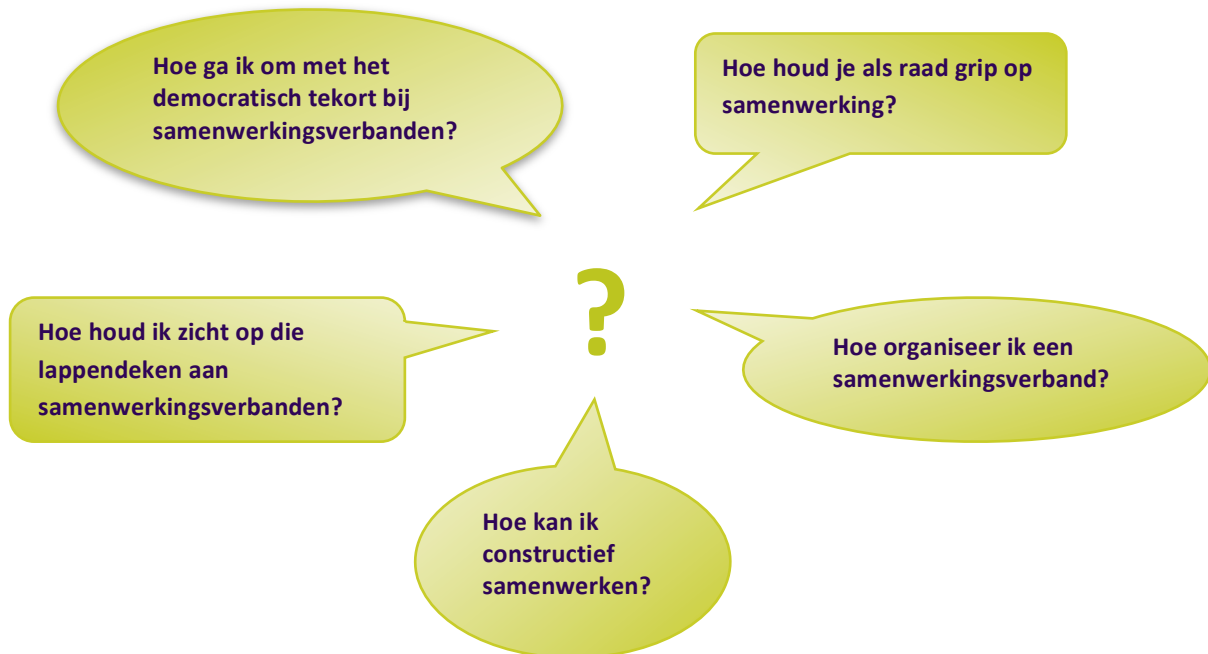 Hoe ga ik om met het
democratisch tekort bij
samenwerkingsverbanden?
Hoe houd je als raad grip op
samenwerking?
?
Hoe houd ik zicht op die
lappendeken aan
samenwerkingsverbanden?
Hoe organiseer ik een
samenwerkingsverband?
Hoe kan ik
constructief
samenwerken?